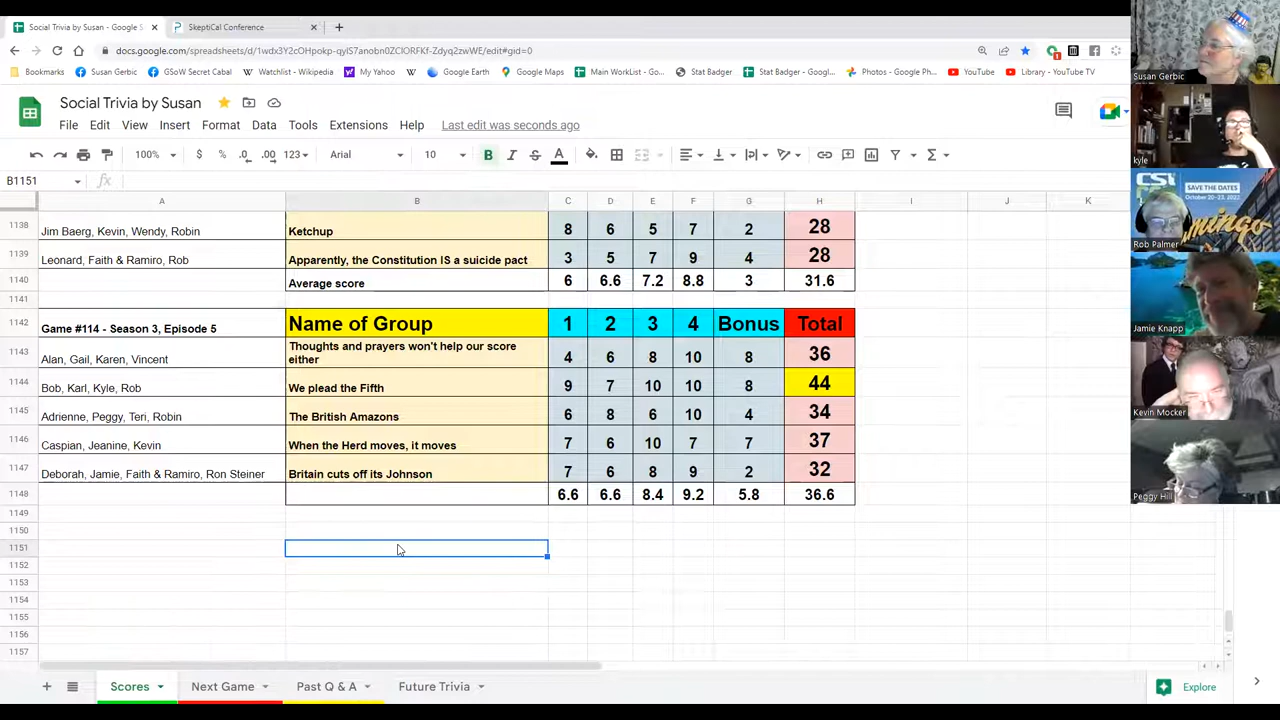 Social Trivia by Susan - Google S
SkeptiCal Conference
docs.google.com/spreadsheets/d/1wdx3Y2cOHpokp-qyIS7anobn0ZCIORFKf-Zdyq2zwWE/edit#gid=0
Bookmarks Susan Gerbic GSoW Secret Cabal Watchlist - Wikipedia My Yahoo Google Earth Google Maps Main WorkList - Go... Stat Badger Stat Badger - Googl... Photos - Google Ph... YouTube Library - YouTube TV
Social Trivia by Susan
File Edit View Insert Format Data Tools Extensions Help Last edit was seconds ago
100% $ % .0 .00 123 Arial 10 B I S A
B1151 fx
A B C D E F G H I J K
1138 Jim Baerg, Kevin, Wendy, Robin Ketchup 8 6 5 7 2 28
1139 Leonard, Faith & Ramiro, Rob Apparently, the Constitution IS a suicide pact 3 5 7 9 4 28
1140 Average score 6 6.6 7.2 8.8 3 31.6
1141
1142 Game #114 - Season 3, Episode 5 Name of Group 1 2 3 4 Bonus Total
1143 Alan, Gail, Karen, Vincent Thoughts and prayers won't help our score
either 4 6 8 10 8 36
1144 Bob, Karl, Kyle, Rob We plead the Fifth 9 7 10 10 8 44
1145 Adrienne, Peggy, Teri, Robin The British Amazons 6 8 6 10 4 34
1146 Caspian, Jeanine, Kevin When the Herd moves, it moves 7 6 10 7 7 37
1147 Deborah, Jamie, Faith & Ramiro, Ron Steiner Britain cuts off its Johnson 7 6 8 9 2 32
1148 6.6 6.6 8.4 9.2 5.8 36.6
1149
1150
1151
1152
1153
1154
1155
1156
1157
Scores Next Game Past Q & A Future Trivia Explore
Susan Gerbic
kyle
CSI
SAVE THE DATES
October 20-23, 2022
Rob Palmer
Jamie Knapp
Kevin Mocker
Peggy Hill